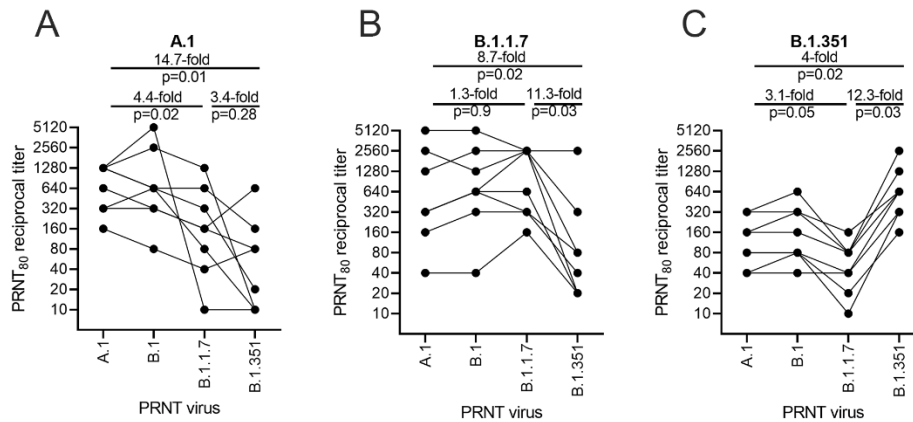 A
A.1
14.7-fold
p=0.01
4.4-fold 3.4-fold
p=0.02 p=0.28
PRNT80 reciprocal titer
5120
2560
1280
640
320
160
80
40
20
10
A.1
B.1
B.1.1.7
B.1.351
PRNT virus
B
B.1.1.7
8.7-fold
p=0.02
1.3-fold 11.3-fold
p=0.9 p=0.03
PRNT80 reciprocal titer
5120
2560
1280
640
320
160
80
40
20
10
A.1
B.1
B.1.1.7
B.1.351
PRNT virus
C
B.1.351
4-fold
p=0.02
3.1-fold 12.3-fold
p=0.05 p=0.03
PRNT80 reciprocal titer
5120
2560
1280
640
320
160
80
40
20
10
A.1
B.1
B.1.1.7
B.1.351
PRNT virus